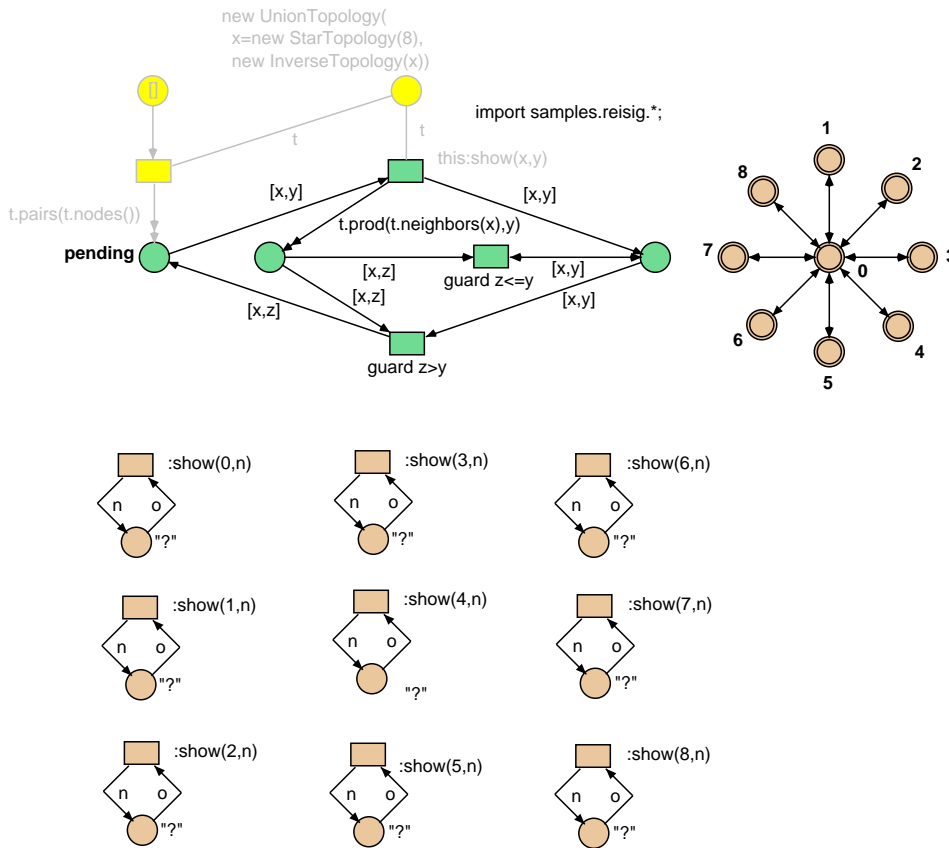 new UnionTopology(
x=new StarTopology(8),
new InverseTopology(x))
[]
import samples.reisig.*;
t
t
this:show(x,y)
[x,y]
[x,y]
t.pairs(t.nodes())
t.prod(t.neighbors(x),y)
pending
[x,z]
[x,y]
guard z<=y
[x,z]
[x,z]
[x,y]
guard z>y
1
2
8
7
3
0
6
4
5
:show(0,n)
n
o
"?"
:show(3,n)
n
o
"?"
:show(6,n)
n
o
"?"
:show(1,n)
n
o
"?"
:show(4,n)
n
o
"?"
:show(7,n)
n
o
"?"
:show(2,n)
n
o
"?"
:show(5,n)
n
o
"?"
:show(8,n)
n
o
"?"